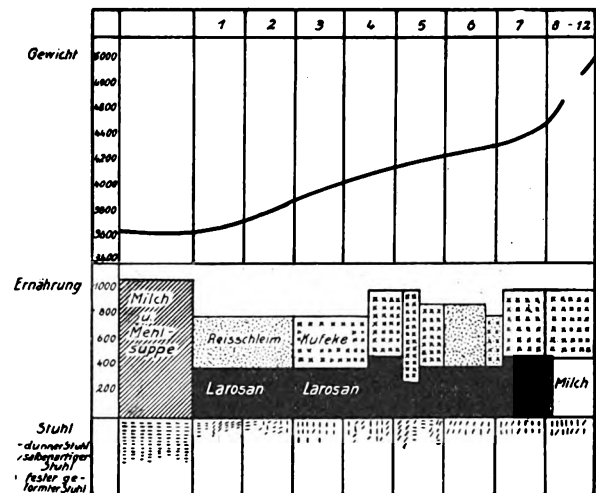 1 2 3 4 5 6 7 8 - 12
Gewicht
5000
4800
4600
4400
4200
4000
3800
3600
3400
Ernährung
1000
800
600
400
200
Milch
u.
Mehl-
suppe
Reisschleim
Kufeke
Larosan
Larosan
Milch
Stuhl
- dünner Stuhl
/ salbenartiger
Stuhl
fester ge-
formter Stuhl